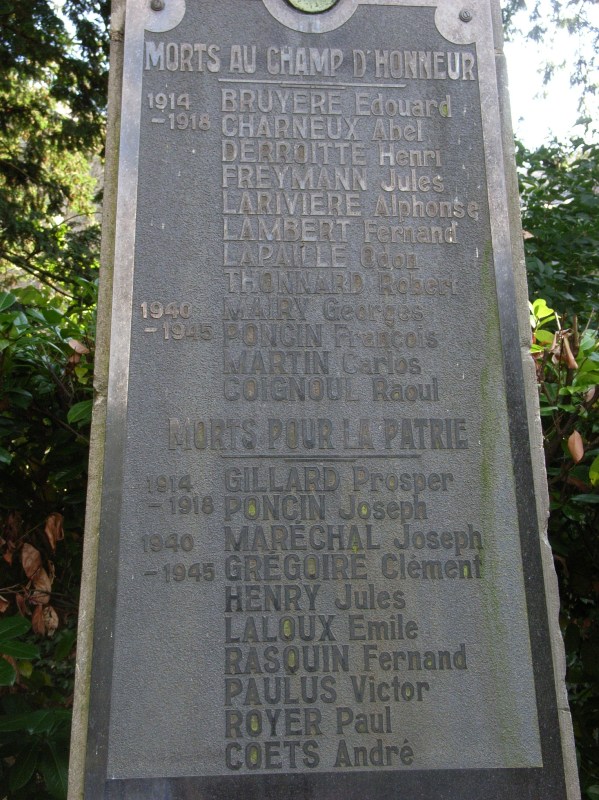 MORTS AU CHAMP D'HONNEUR
1914 BRUYERE Edouard
-1918 CHARNEUX Abel
DERROITTE Henri
FREYMANN Jules
LARIVIERE Alphonse
LAMBERT Fernand
LAPAILLE Odon
THONNARD Robert
1940 MAIRY Georges
-1945 PONCIN François
MARTIN Carlos
COIGNOUL Raoul
MORTS POUR LA PATRIE
1914 GILLARD Prosper
-1918 PONCIN Joseph
1940 MARÉCHAL Joseph
-1945 GRÉGOIRE Clément
HENRY Jules
LALOUX Emile
RASQUIN Fernand
PAULUS Victor
ROYER Paul
COETS André